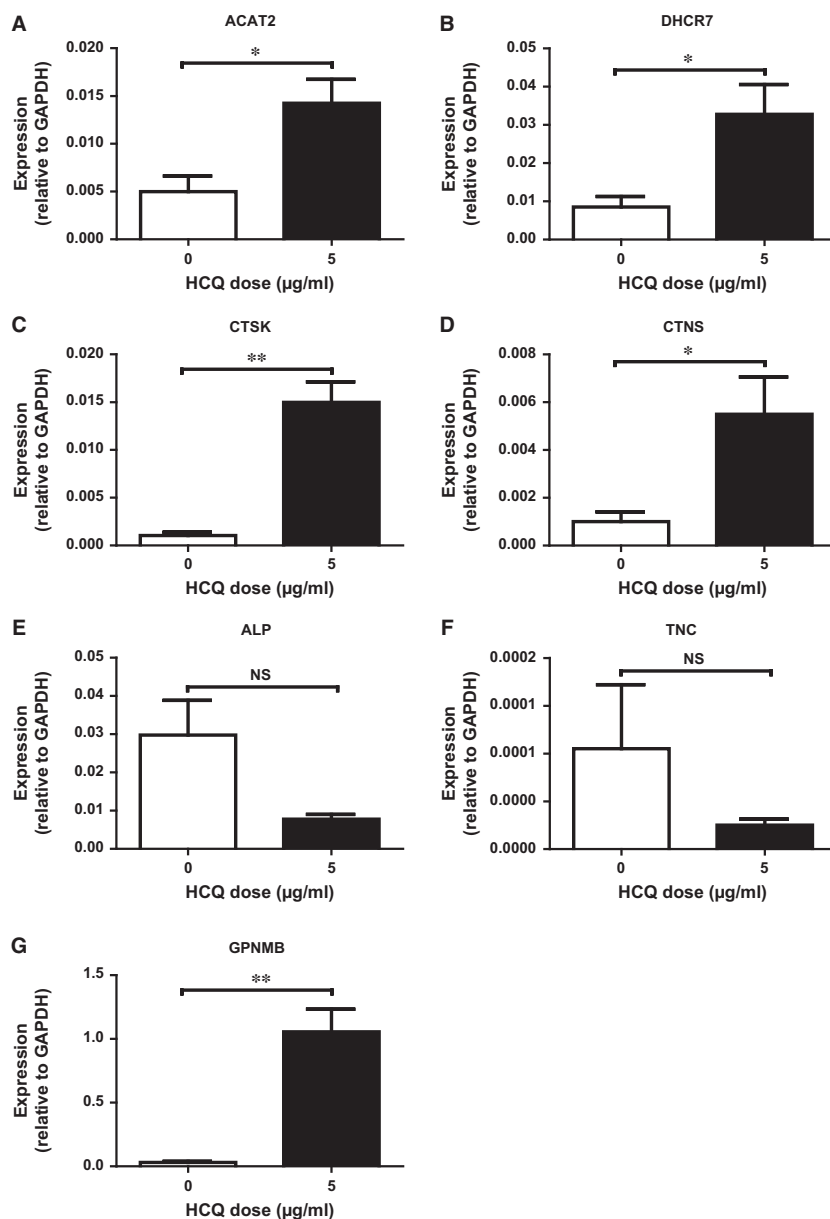 A
ACAT2
Expression
(relative to GAPDH)
0.020
0.015
0.010
0.005
0.000
*
0
5
HCQ dose (µg/ml)
B
DHCR7
Expression
(relative to GAPDH)
0.05
0.04
0.03
0.02
0.01
0.00
*
0
5
HCQ dose (µg/ml)
C
CTSK
Expression
(relative to GAPDH)
0.020
0.015
0.010
0.005
0.000
**
0
5
HCQ dose (µg/ml)
D
CTNS
Expression
(relative to GAPDH)
0.008
0.006
0.004
0.002
0.000
*
0
5
HCQ dose (µg/ml)
E
ALP
Expression
(relative to GAPDH)
0.05
0.04
0.03
0.02
0.01
0.00
NS
0
5
HCQ dose (µg/ml)
F
TNC
Expression
(relative to GAPDH)
0.0002
0.0001
0.0001
0.0000
0.0000
NS
0
5
HCQ dose (µg/ml)
G
GPNMB
Expression
(relative to GAPDH)
1.5
1.0
0.5
0.0
**
0
5
HCQ dose (µg/ml)